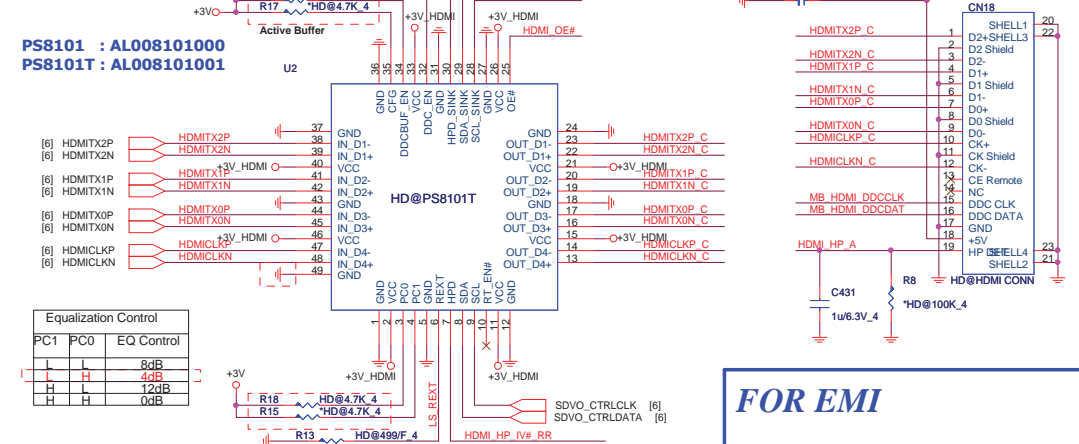 +3V
R17 *HD@4.7K_4
Active Buffer
+3V_HDMI
+3V_HDMI
HDMI_OE#
PS8101 : AL008101000
PS8101T : AL008101001
U2
36 35 34 33 32 31 30 29 28 27 26 25
GND CFG DDCBUF_EN VCC DDC_EN GND HPD_SINK SDA_SINK SCL_SINK GND VCC OE#
HD@PS8101T
37 GND
[6] HDMITX2P HDMITX2P 38 IN_D1-
[6] HDMITX2N HDMITX2N 39 IN_D1+
+3V_HDMI 40 VCC
[6] HDMITX1P HDMITX1P 41 IN_D2-
[6] HDMITX1N HDMITX1N 42 IN_D2+
43 GND
[6] HDMITX0P HDMITX0P 44 IN_D3-
[6] HDMITX0N HDMITX0N 45 IN_D3+
+3V_HDMI 46 VCC
[6] HDMICLKP HDMICLKP 47 IN_D4-
[6] HDMICLKN HDMICLKN 48 IN_D4+
49 GND
GND 24
OUT_D1- 23 HDMITX2P_C
OUT_D1+ 22 HDMITX2N_C
VCC 21 +3V_HDMI
OUT_D2- 20 HDMITX1P_C
OUT_D2+ 19 HDMITX1N_C
GND 18
OUT_D3- 17 HDMITX0P_C
OUT_D3+ 16 HDMITX0N_C
VCC 15 +3V_HDMI
OUT_D4- 14 HDMICLKP_C
OUT_D4+ 13 HDMICLKN_C
GND VCC PC0 PC1 GND REXT HPD SDA SCL RT_EN# VCC GND
1 2 3 4 5 6 7 8 9 10 11 12
+3V_HDMI
+3V_HDMI
Equalization Control
PC1 PC0 EQ Control
L L 8dB
L H 4dB
H L 12dB
H H 0dB
+3V
R18 HD@4.7K_4
R15 *HD@4.7K_4
R13 HD@499/F_4
LS_REXT
HDMI_HP_IV#_RR
SDVO_CTRLCLK [6]
SDVO_CTRLDATA [6]
CN18
SHELL1 20
HDMITX2P_C 1 D2+ SHELL3 22
2 D2 Shield
HDMITX2N_C 3 D2-
HDMITX1P_C 4 D1+
5 D1 Shield
HDMITX1N_C 6 D1-
HDMITX0P_C 7 D0+
8 D0 Shield
HDMITX0N_C 9 D0-
HDMICLKP_C 10 CK+
11 CK Shield
HDMICLKN_C 12 CK-
13 CE Remote
14 NC
MB_HDMI_DDCCLK 15 DDC CLK
MB_HDMI_DDCDAT 16 DDC DATA
17 GND
18 +5V
HDMI_HP_A 19 HP DET SHELL4 23
SHELL2 21
HD@HDMI CONN
C431
1u/6.3V_4
R8
*HD@100K_4
FOR EMI